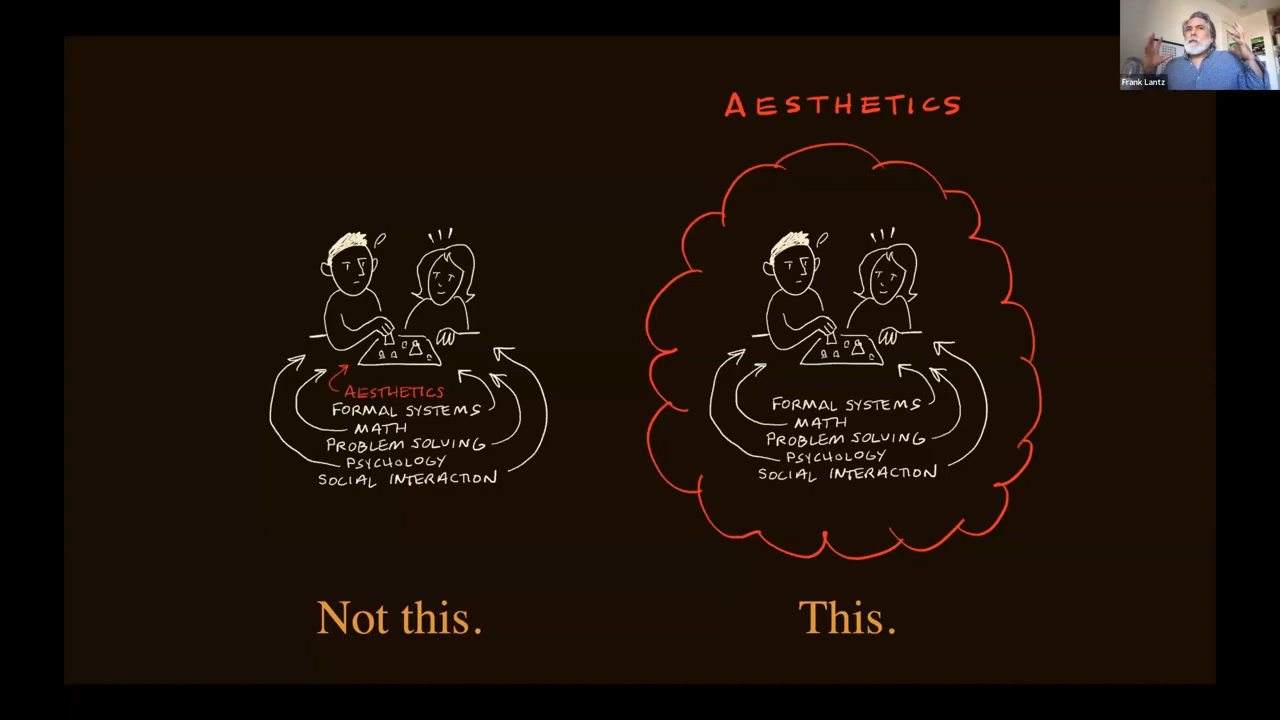 Frank Lantz
AESTHETICS
AESTHETICS
FORMAL SYSTEMS
MATH
PROBLEM SOLVING
PSYCHOLOGY
SOCIAL INTERACTION
FORMAL SYSTEMS
MATH
PROBLEM SOLVING
PSYCHOLOGY
SOCIAL INTERACTION
Not this.
This.